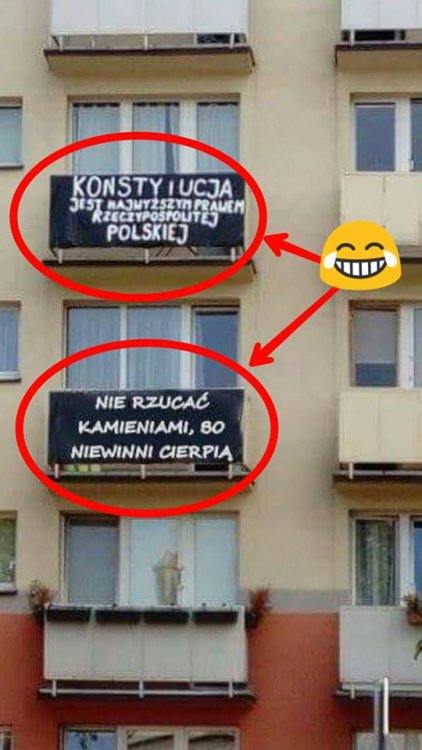 KONSTYTUCJA
JEST NAJWYŻSZYM PRAWEM
RZECZYPOSPOLITEJ
POLSKIEJ
NIE RZUCAĆ
KAMIENIAMI, BO
NIEWINNI CIERPIĄ